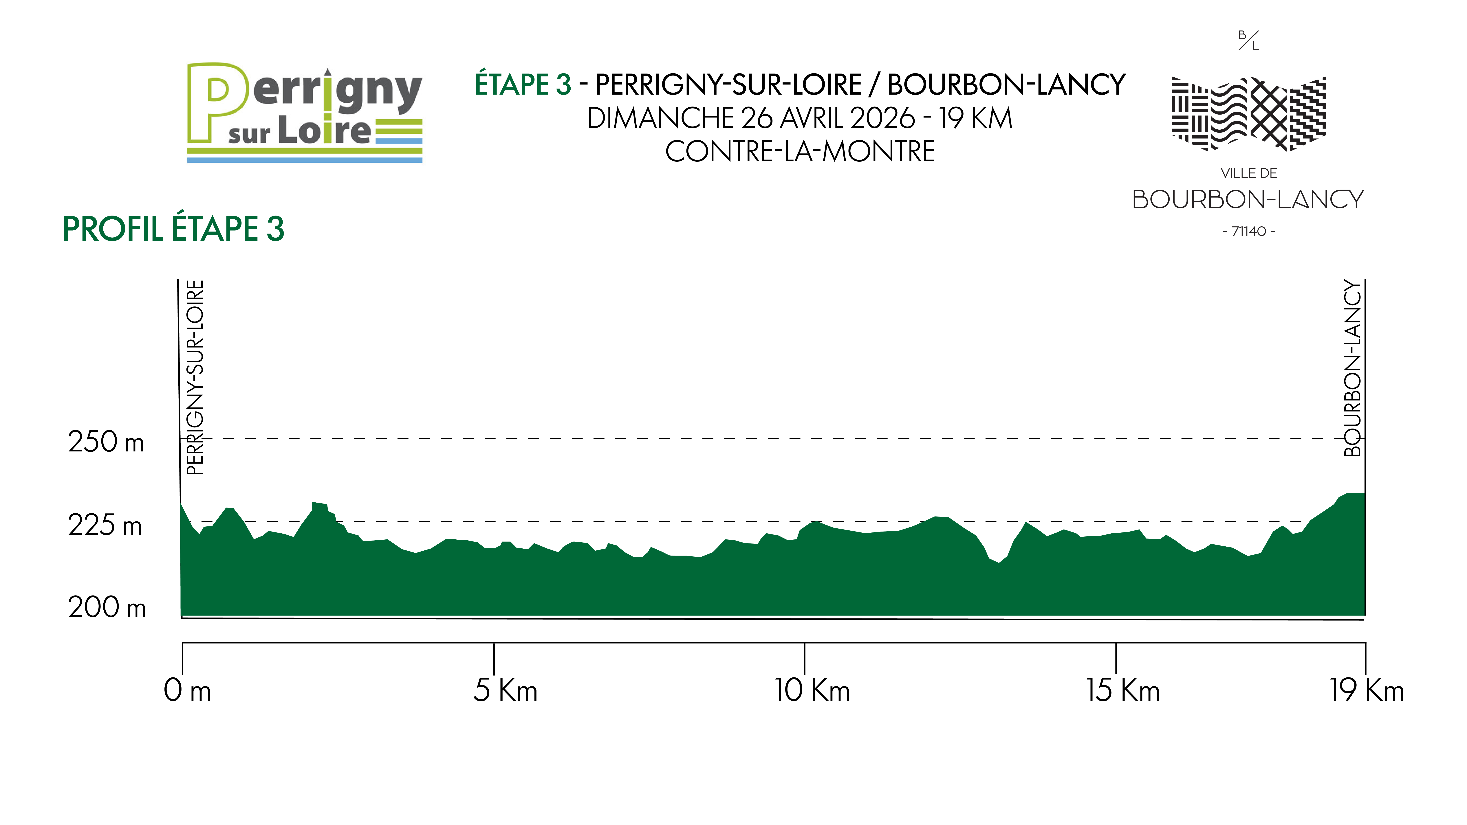 Perrigny
sur Loire
ÉTAPE 3 - PERRIGNY-SUR-LOIRE / BOURBON-LANCY
DIMANCHE 26 AVRIL 2026 - 19 KM
CONTRE-LA-MONTRE
B/L
VILLE DE
BOURBON-LANCY
- 71140 -
PROFIL ÉTAPE 3
PERRIGNY-SUR-LOIRE
BOURBON-LANCY
250 m
225 m
200 m
0 m
5 Km
10 Km
15 Km
19 Km